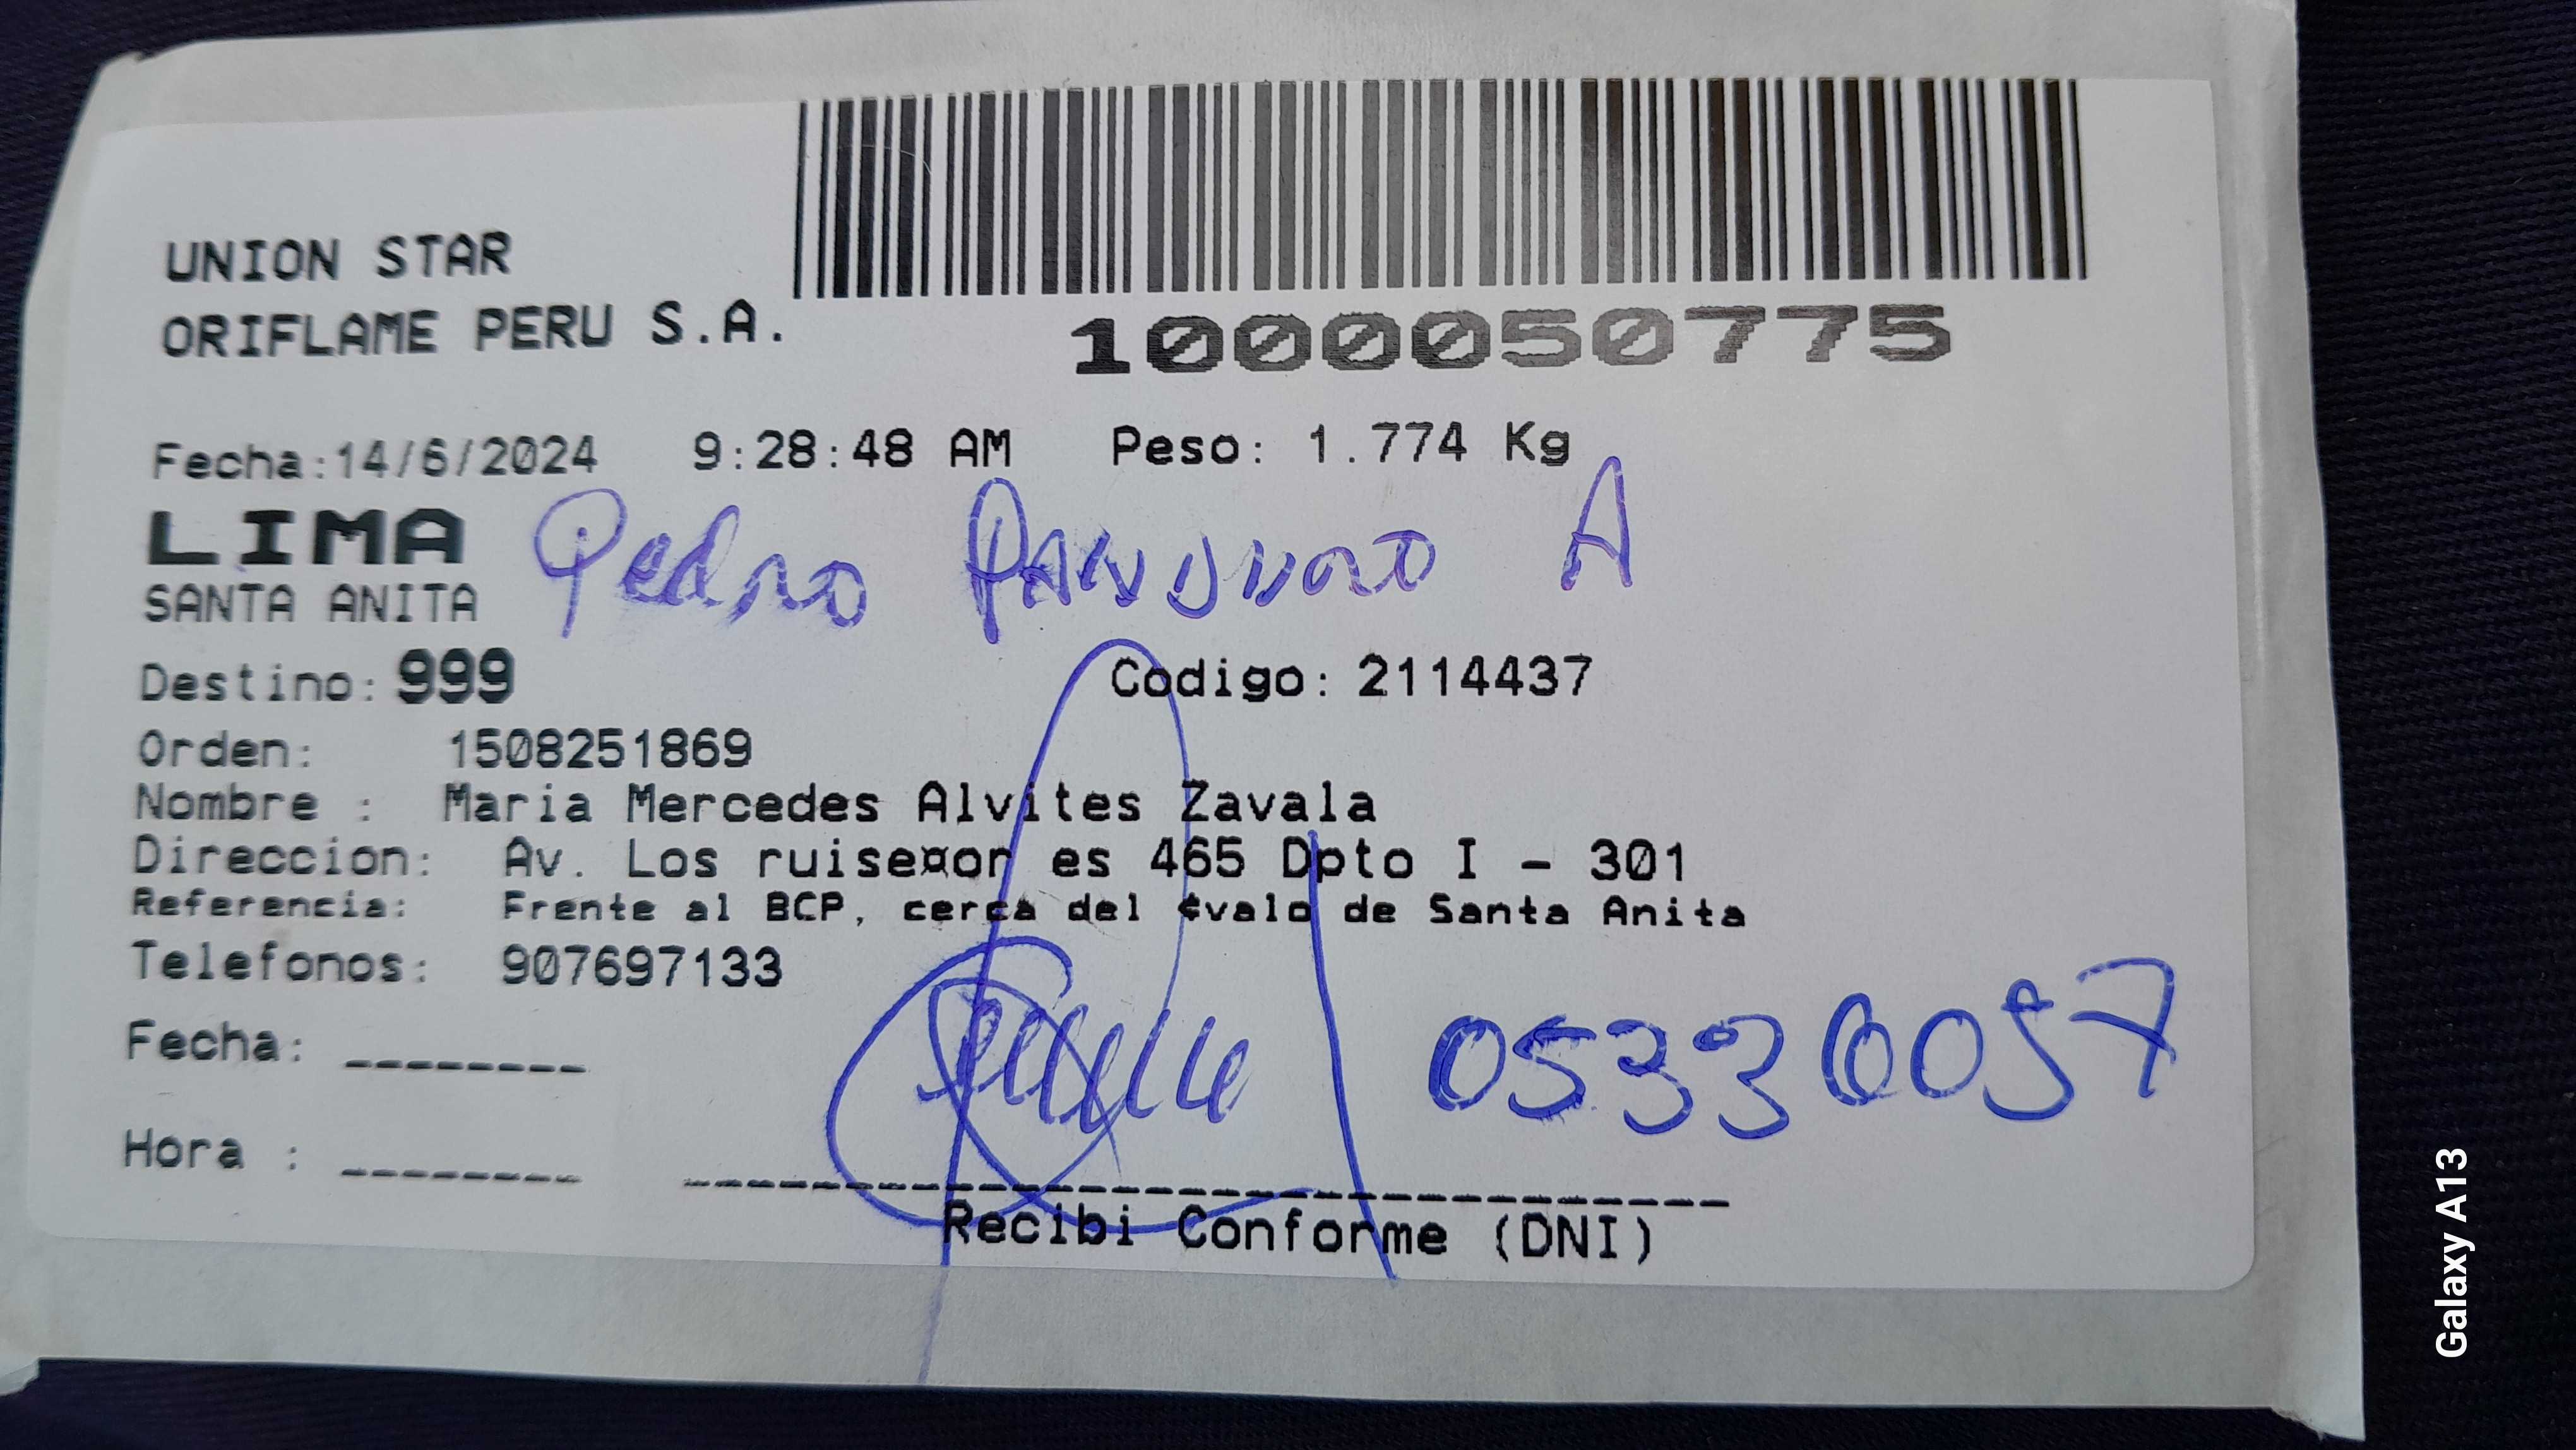 UNION STAR
ORIFLAME PERU S.A.
1000050775
Fecha:14/6/2024 9:28:48 AM Peso: 1.774 Kg
LIMA
SANTA ANITA
Pedro PANDURO A
Destino: 999 Codigo: 2114437
Orden: 1508251869
Nombre : Maria Mercedes Alvites Zavala
Direccion: Av. Los ruise¤or es 465 Dpto I - 301
Referencia: Frente al BCP, cerca del ¢valo de Santa Anita
Telefonos: 907697133
Fecha: ________
05336057
Hora : ________
Recibi Conforme (DNI)
Galaxy A13